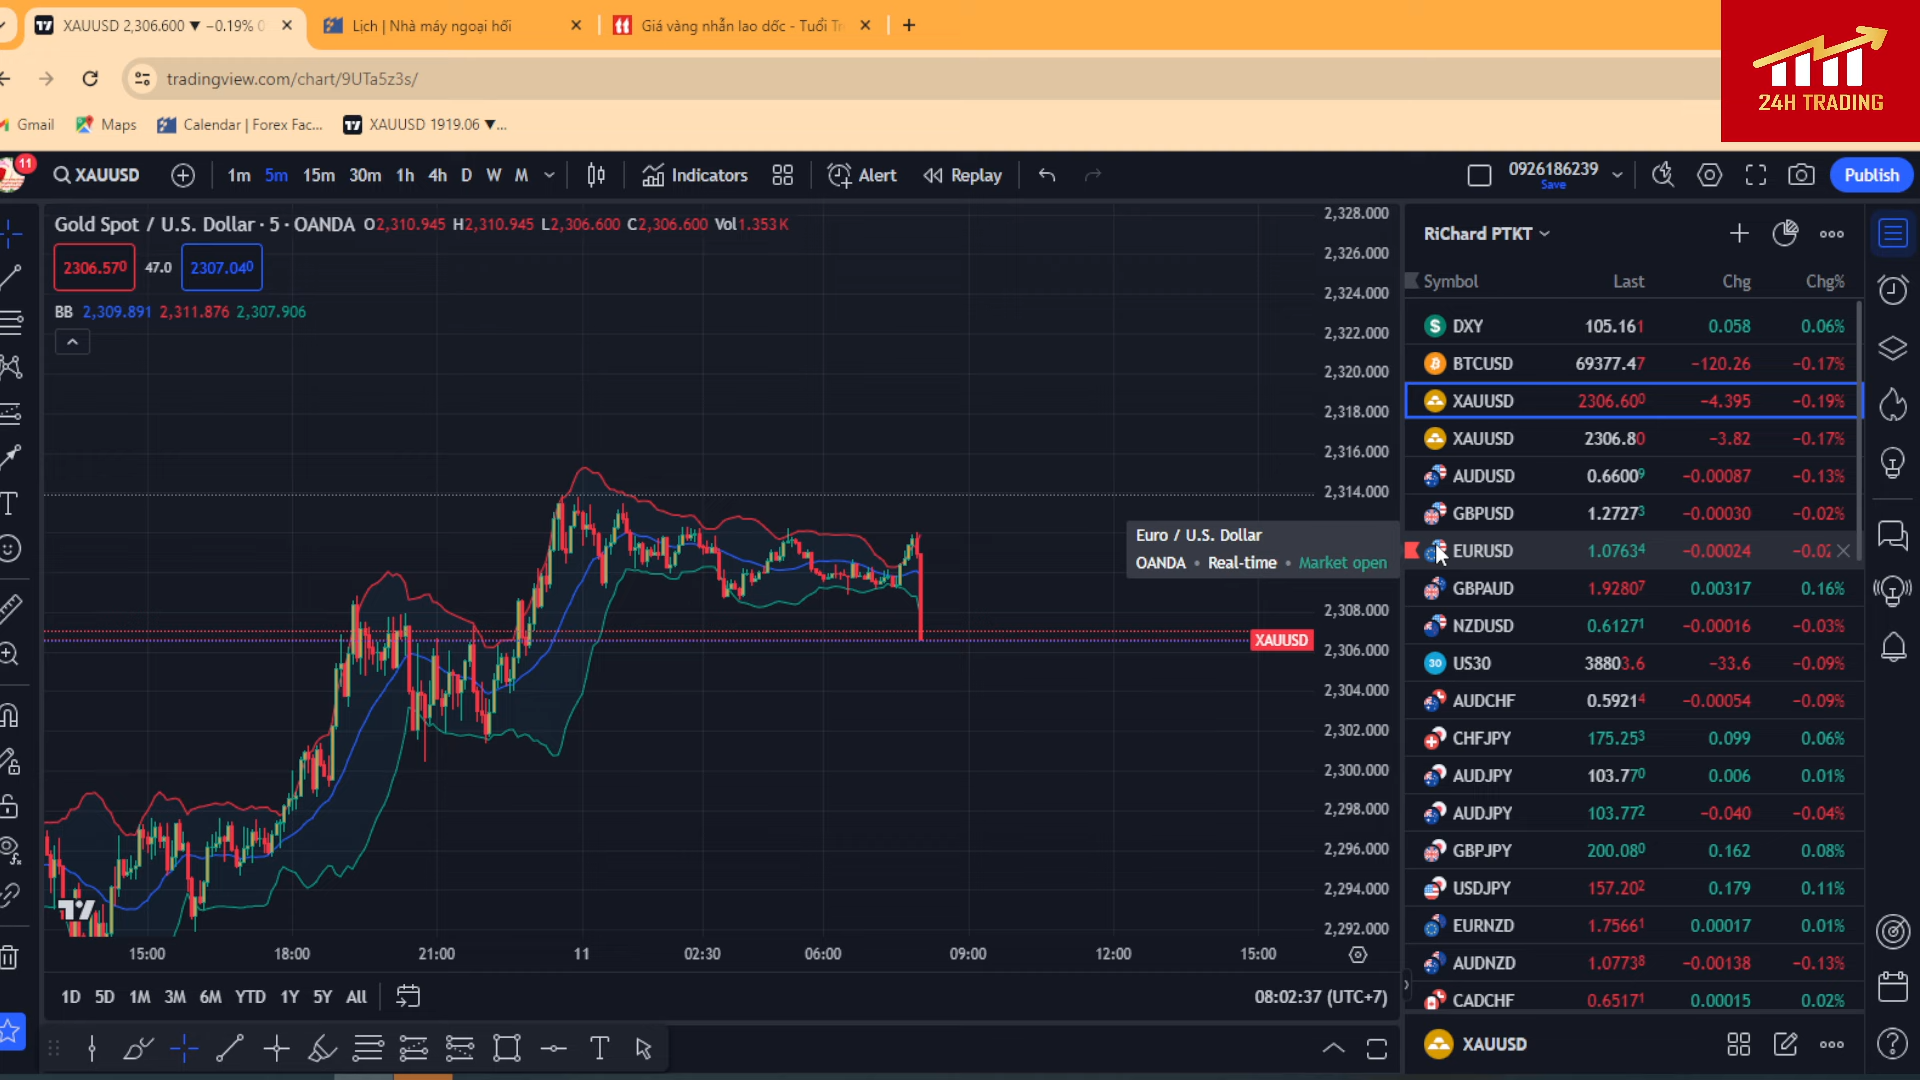 XAUUSD 2,306.600 ▼ −0.19%
Lịch | Nhà máy ngoại hối
Giá vàng nhẫn lao dốc - Tuổi
tradingview.com/chart/9UTa5z3s/
24H TRADING
Gmail
Maps
Calendar | Forex Fac...
XAUUSD 1919.06 ▼...
11
XAUUSD
1m 5m 15m 30m 1h 4h D W M
Indicators
Alert
Replay
0926186239
Save
Publish
Gold Spot / U.S. Dollar · 5 · OANDA O2,310.945 H2,310.945 L2,306.600 C2,306.600 Vol1.353K
2306.570 47.0 2307.040
BB 2,309.891 2,311.876 2,307.906
2,328.000
2,326.000
2,324.000
2,322.000
2,320.000
2,318.000
2,316.000
2,314.000
2,308.000
2,306.000
2,304.000
2,302.000
2,300.000
2,298.000
2,296.000
2,294.000
2,292.000
XAUUSD
Euro / U.S. Dollar
OANDA • Real-time • Market open
15:00 18:00 21:00 11 02:30 06:00 09:00 12:00 15:00
1D 5D 1M 3M 6M YTD 1Y 5Y All
08:02:37 (UTC+7)
RiChard PTKT
Symbol Last Chg Chg%
DXY 105.161 0.058 0.06%
BTCUSD 69377.47 −120.26 −0.17%
XAUUSD 2306.600 −4.395 −0.19%
XAUUSD 2306.80 −3.82 −0.17%
AUDUSD 0.66009 −0.00087 −0.13%
GBPUSD 1.27273 −0.00030 −0.02%
EURUSD 1.07634 −0.00024 −0.02
GBPAUD 1.92807 0.00317 0.16%
NZDUSD 0.61271 −0.00016 −0.03%
30 US30 38803.6 −33.6 −0.09%
AUDCHF 0.59214 −0.00054 −0.09%
CHFJPY 175.253 0.099 0.06%
AUDJPY 103.770 0.006 0.01%
AUDJPY 103.772 −0.040 −0.04%
GBPJPY 200.080 0.162 0.08%
USDJPY 157.202 0.179 0.11%
EURNZD 1.75661 0.00017 0.01%
AUDNZD 1.07738 −0.00138 −0.13%
CADCHF 0.65171 0.00015 0.02%
XAUUSD